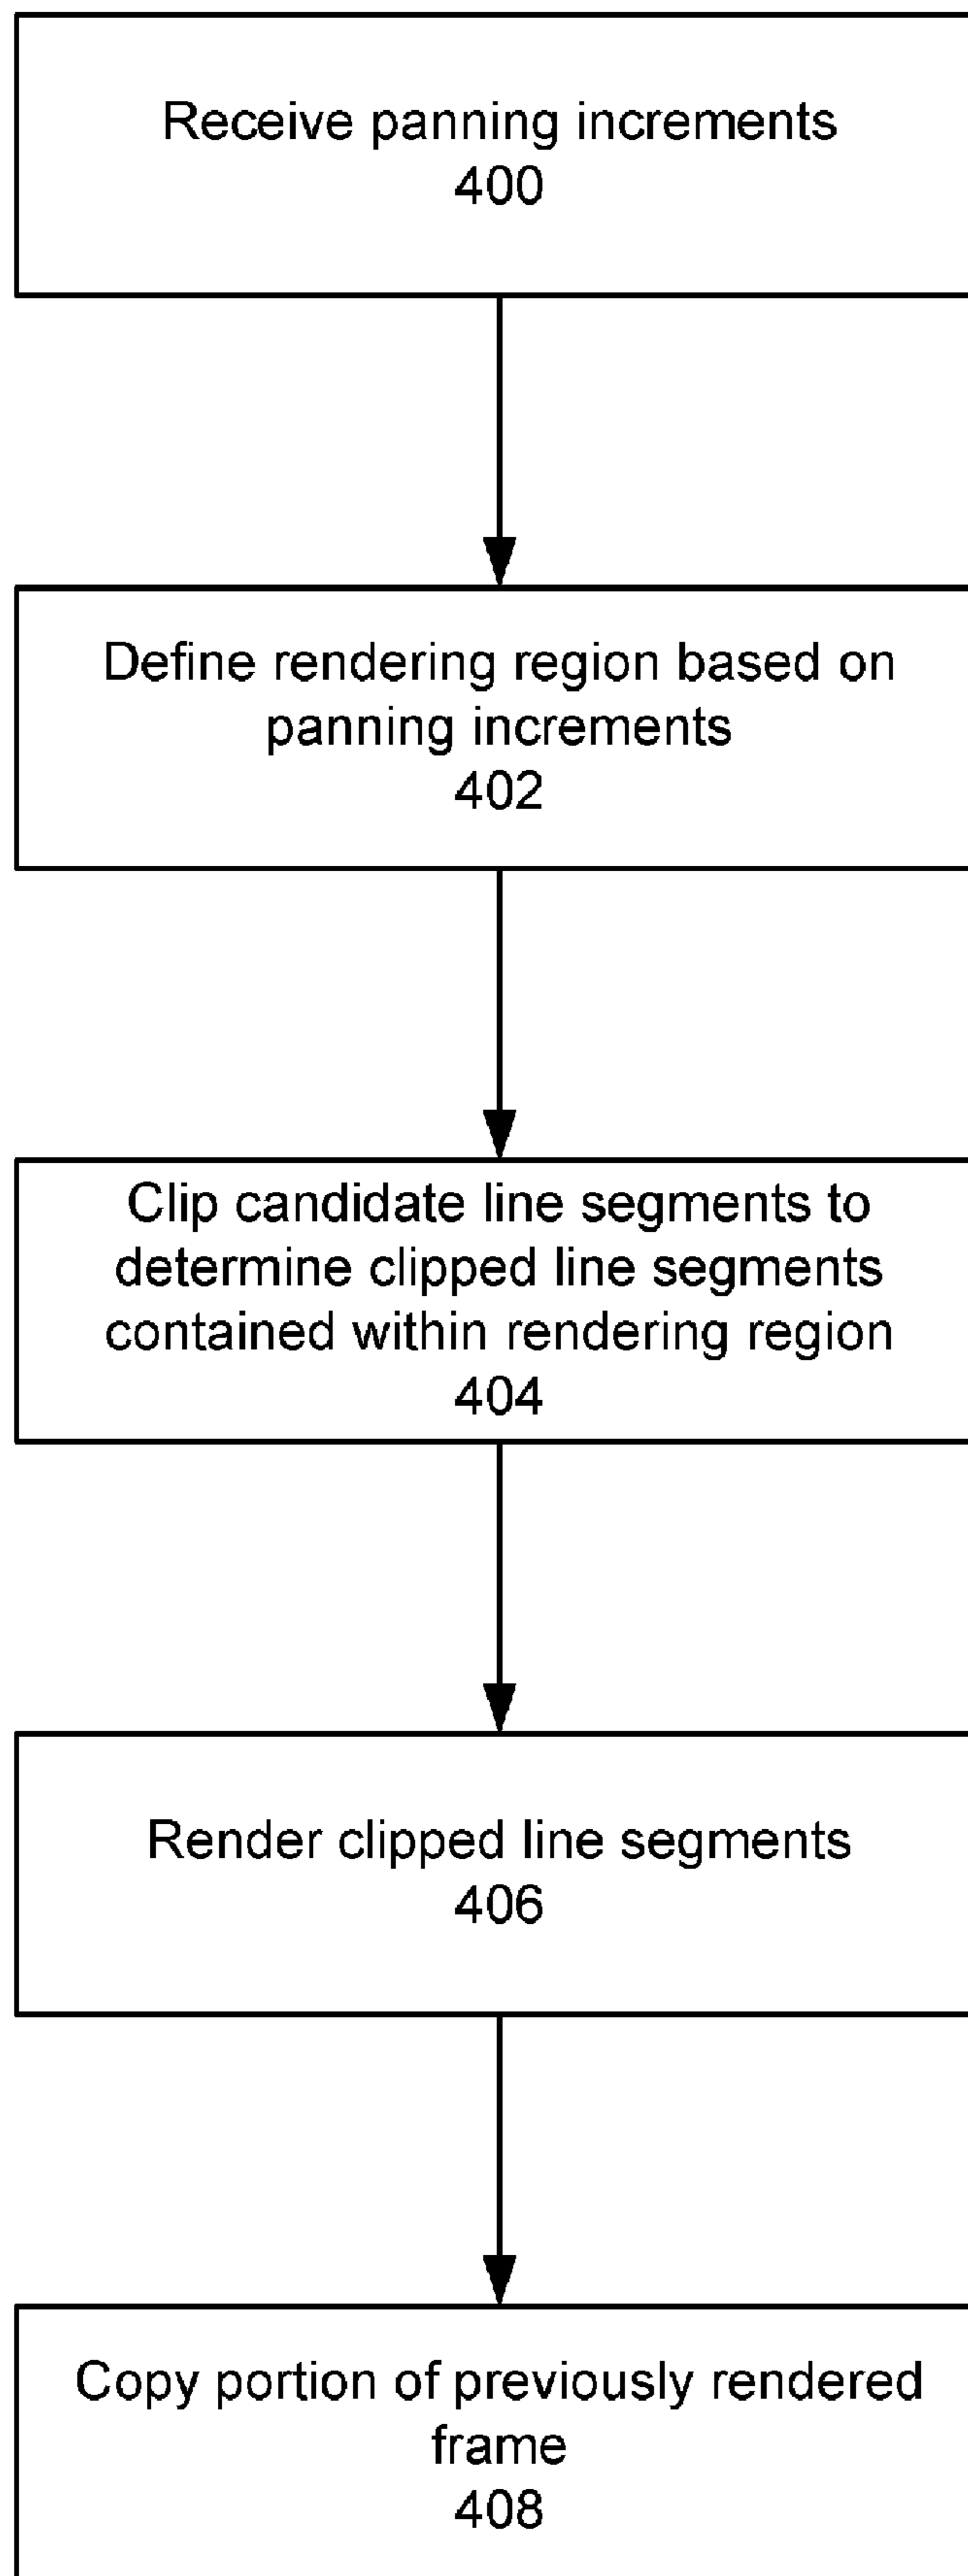 Receive panning increments
400
Define rendering region based on
panning increments
402
Clip candidate line segments to
determine clipped line segments
contained within rendering region
404
Render clipped line segments
406
Copy portion of previously rendered
frame
408